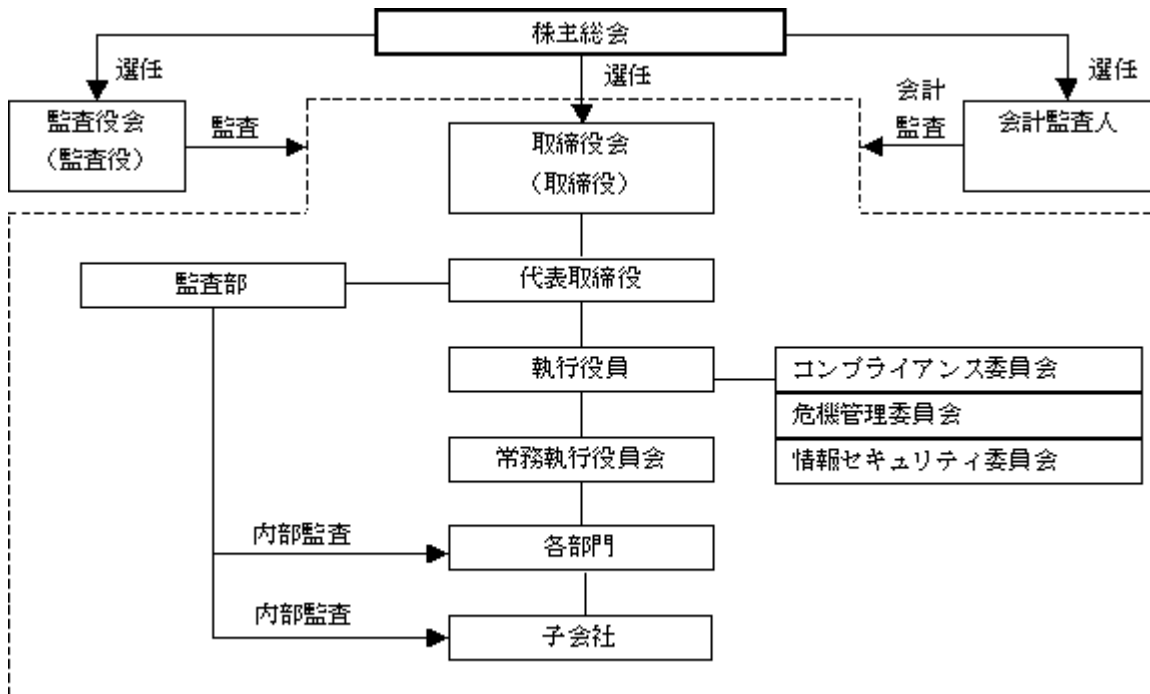 株主総会
選任
選任
選任
監査役会
（監査役）
監査
取締役会
（取締役）
会計
監査
会計監査人
監査部
代表取締役
執行役員
コンプライアンス委員会
危機管理委員会
情報セキュリティ委員会
常務執行役員会
内部監査
各部門
内部監査
子会社